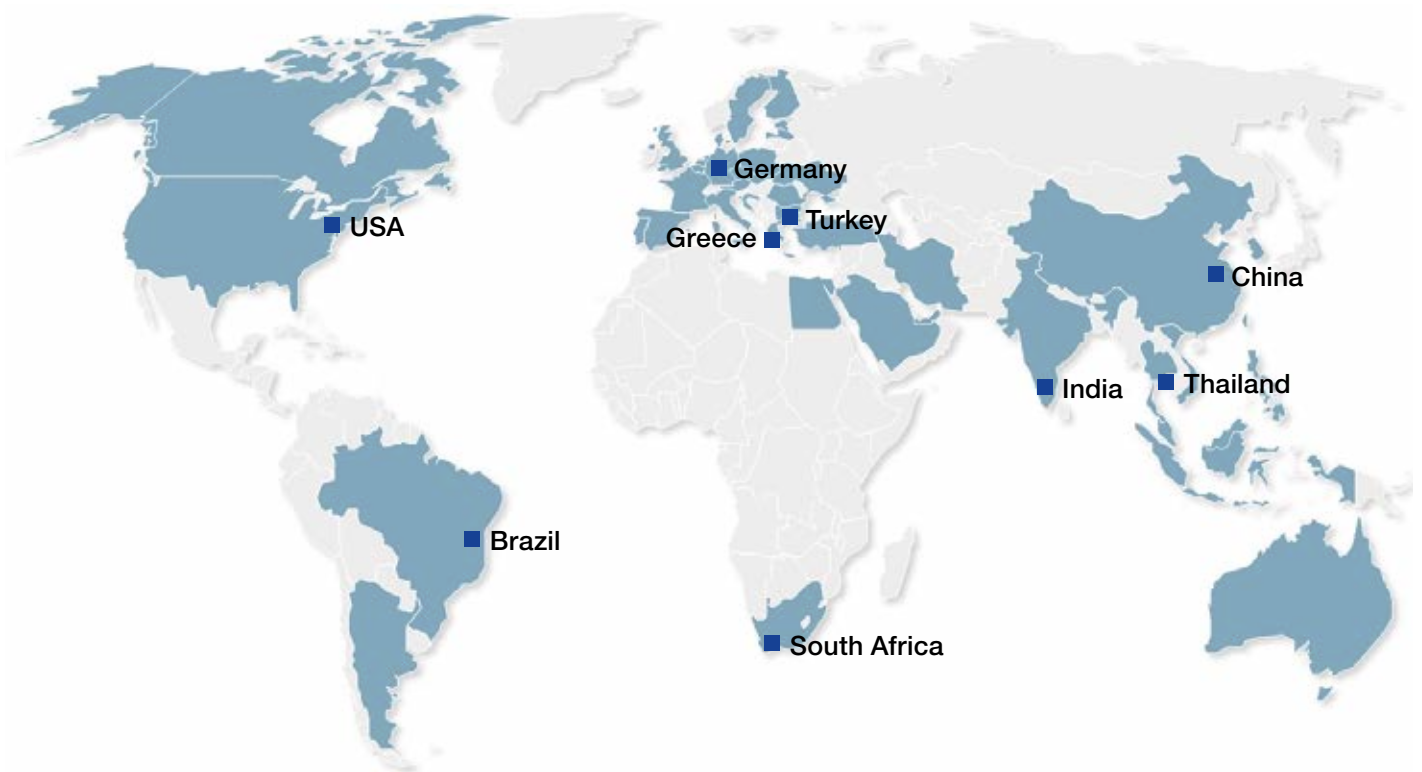 Germany
USA
Turkey
Greece
China
India
Thailand
Brazil
South Africa